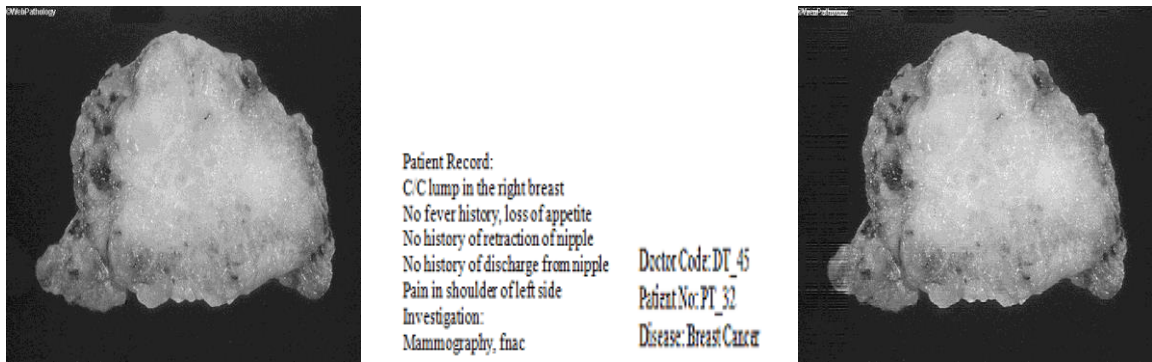 ©WebPathology
Patient Record:
C/C lump in the right breast
No fever history, loss of appetite
No history of retraction of nipple
No history of discharge from nipple
Pain in shoulder of left side
Investigation:
Mammography, fnac
Doctor Code: DT_45
Patient No: PT_32
Disease: Breast Cancer